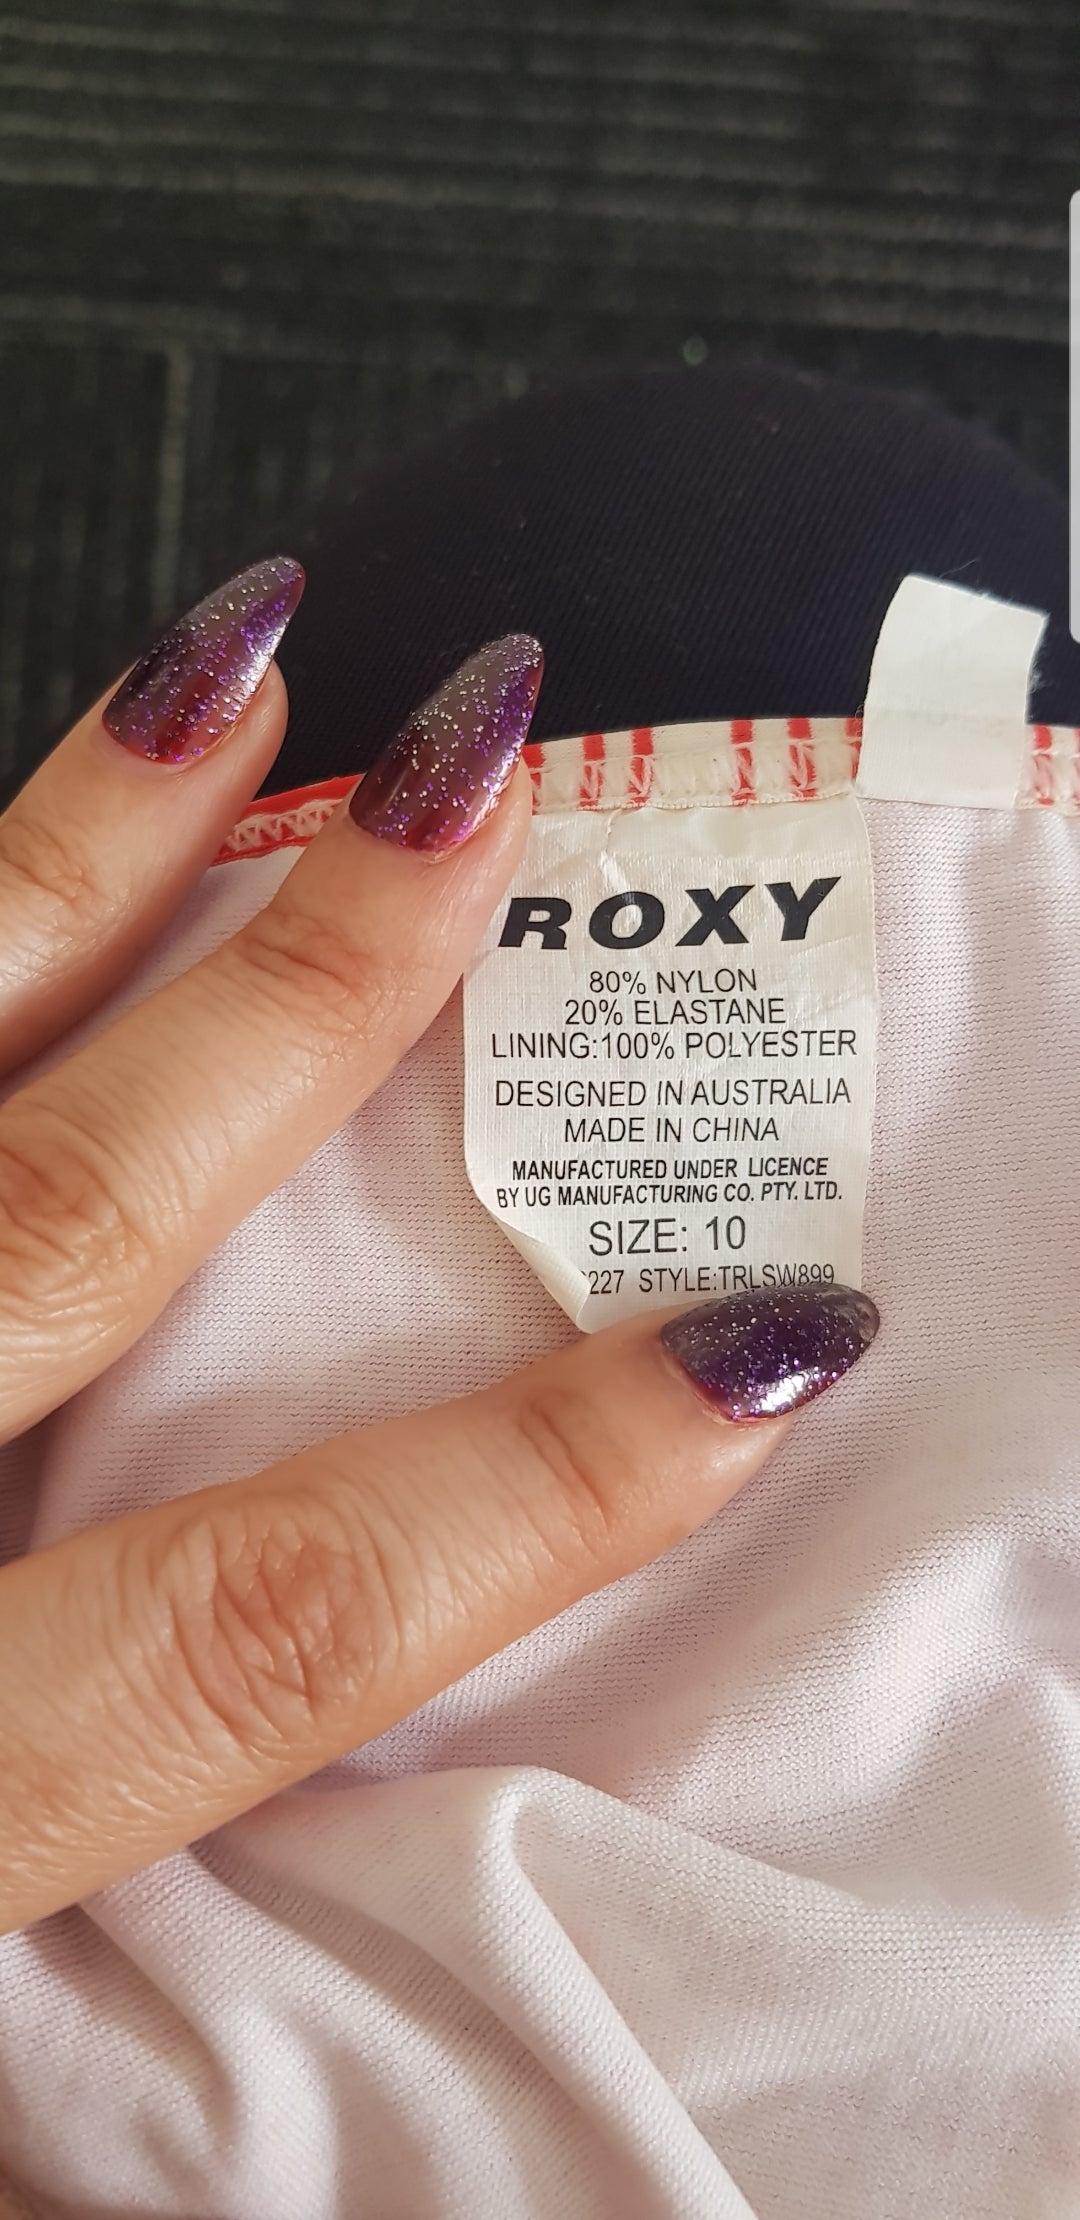 ROXY
80% NYLON
20% ELASTANE
LINING:100% POLYESTER
DESIGNED IN AUSTRALIA
MADE IN CHINA
MANUFACTURED UNDER LICENCE
BY UG MANUFACTURING CO. PTY. LTD.
SIZE: 10
227 STYLE:TRLSW899